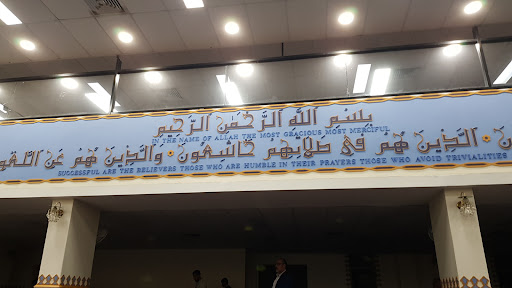 بسم الله الرحمن الرحيم
IN THE NAME OF ALLAH THE MOST GRACIOUS MOST MERCIFUL
الذين هم في صلاتهم خاشعون والذين هم عن اللغو
SUCCESSFUL ARE THE BELIEVERS THOSE WHO ARE HUMBLE IN THEIR PRAYERS THOSE WHO AVOID TRIVIALITIES